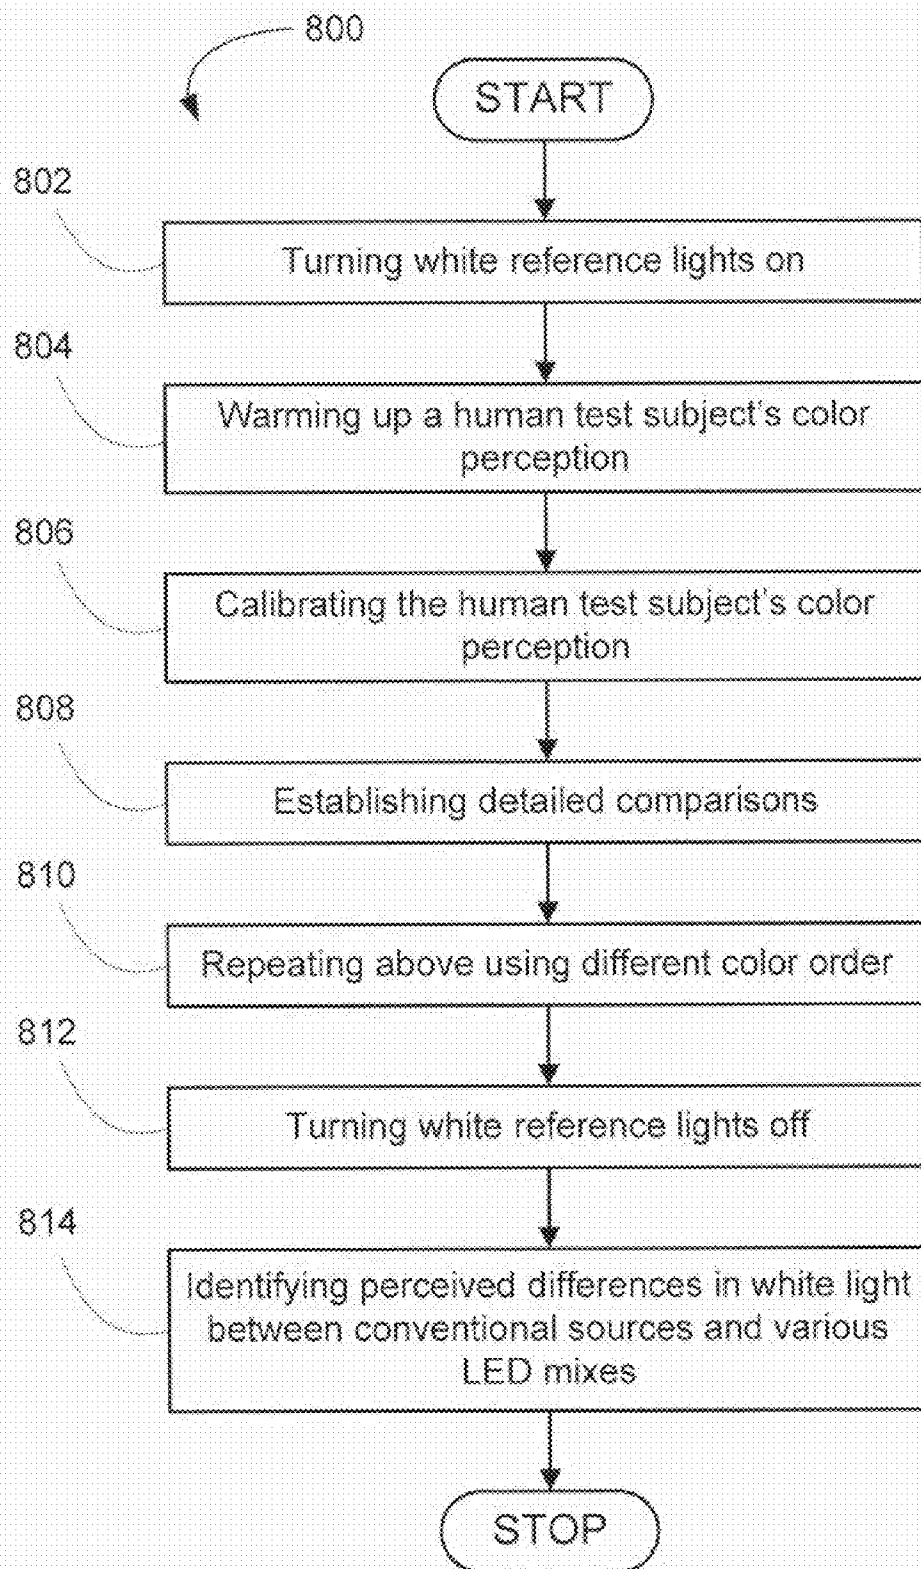 800
START
802
Turning white reference lights on
804
Warming up a human test subject's color
perception
806
Calibrating the human test subject's color
perception
808
Establishing detailed comparisons
810
Repeating above using different color order
812
Turning white reference lights off
814
Identifying perceived differences in white light
between conventional sources and various
LED mixes
STOP